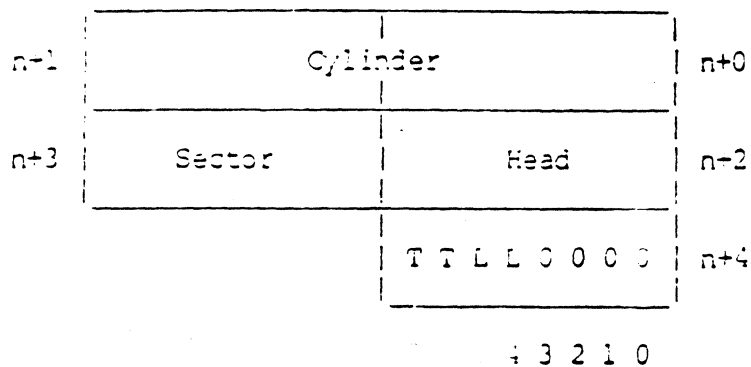 n+1 Cylinder n+0
n+3 Sector Head n+2
T T L L 0 0 0 0 n+4
4 3 2 1 0